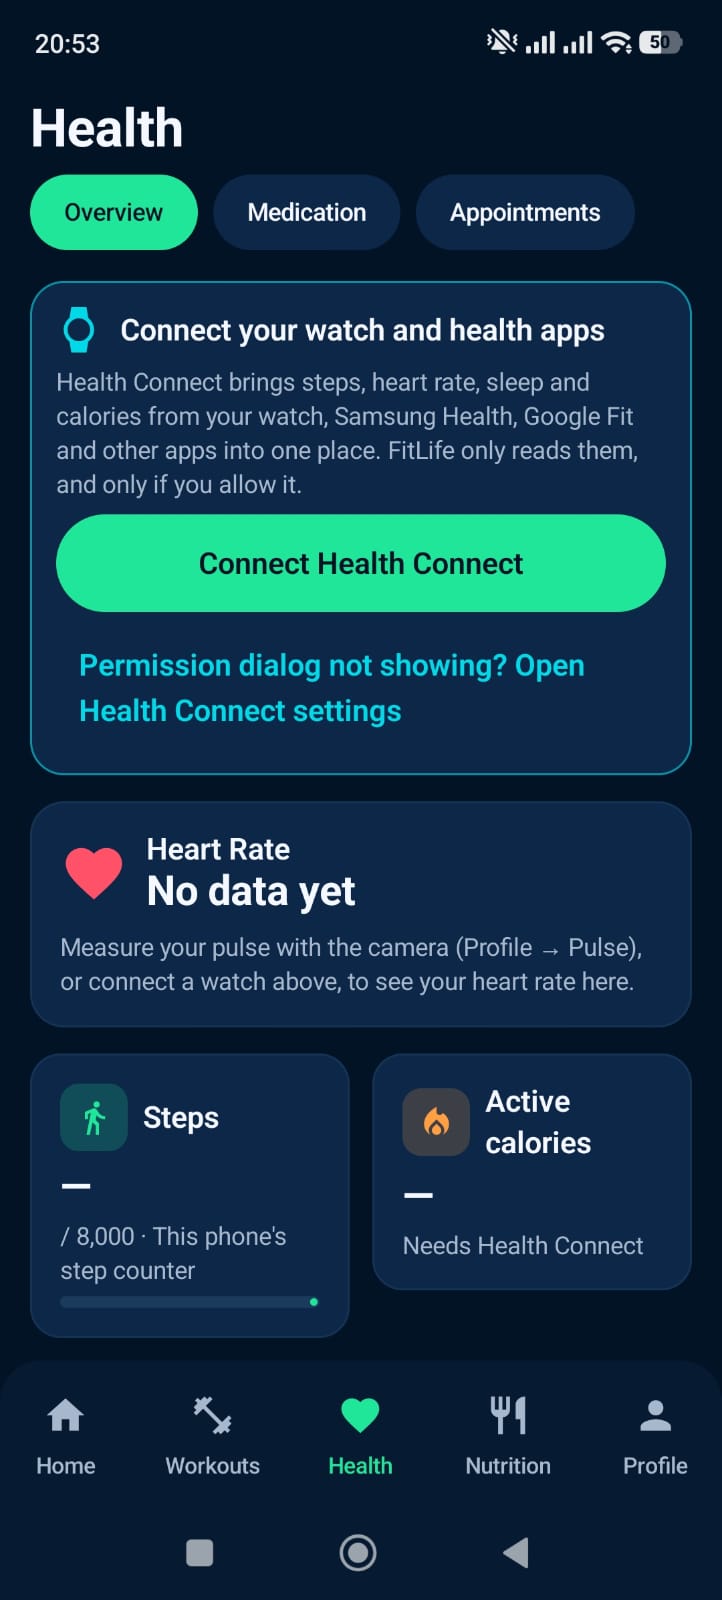 20:53
50
Health
Overview
Medication
Appointments
Connect your watch and health apps
Health Connect brings steps, heart rate, sleep and
calories from your watch, Samsung Health, Google Fit
and other apps into one place. FitLife only reads them,
and only if you allow it.
Connect Health Connect
Permission dialog not showing? Open
Health Connect settings
Heart Rate
No data yet
Measure your pulse with the camera (Profile → Pulse),
or connect a watch above, to see your heart rate here.
Steps
—
/ 8,000 · This phone's
step counter
Active
calories
—
Needs Health Connect
Home
Workouts
Health
Nutrition
Profile